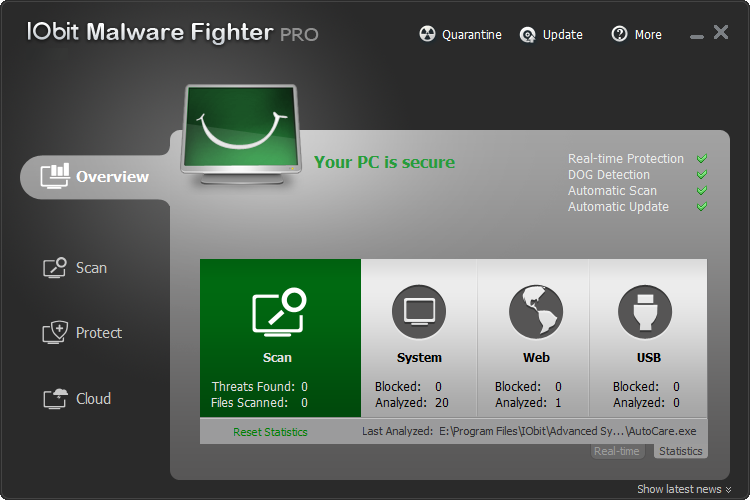 IObit Malware Fighter PRO
Quarantine Update More
Your PC is secure
Real-time Protection
DOG Detection
Automatic Scan
Automatic Update
Overview
Scan
Protect
Cloud
Scan System Web USB
Threats Found: 0 Blocked: 0 Blocked: 0 Blocked: 0
Files Scanned: 0 Analyzed: 20 Analyzed: 1 Analyzed: 0
Reset Statistics Last Analyzed: E:\Program Files\IObit\Advanced Sy...\AutoCare.exe
Real-time Statistics
Show latest news